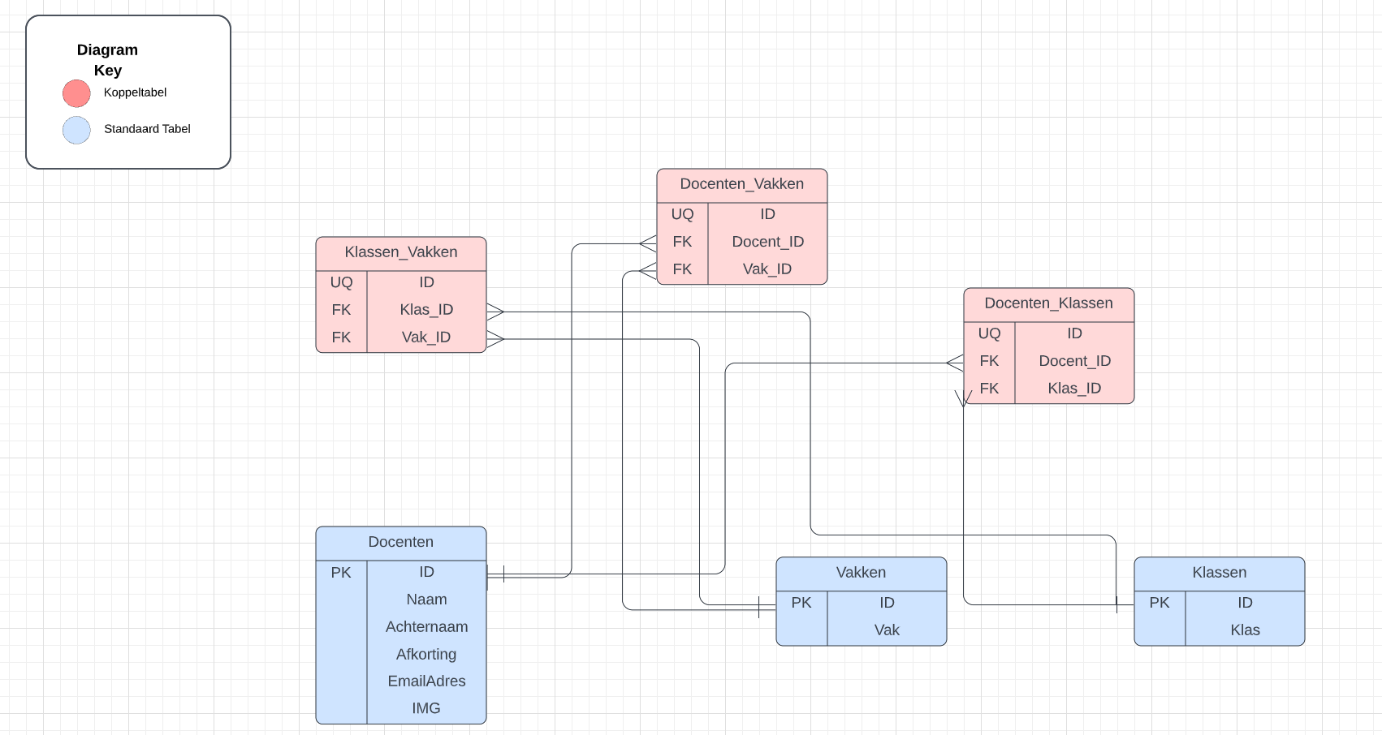 Diagram
Key
Koppeltabel
Standaard Tabel
Docenten_Vakken
UQ ID
FK Docent_ID
FK Vak_ID
Klassen_Vakken
UQ ID
FK Klas_ID
FK Vak_ID
Docenten_Klassen
UQ ID
FK Docent_ID
FK Klas_ID
Docenten
PK ID
Naam
Achternaam
Afkorting
EmailAdres
IMG
Vakken
PK ID
Vak
Klassen
PK ID
Klas